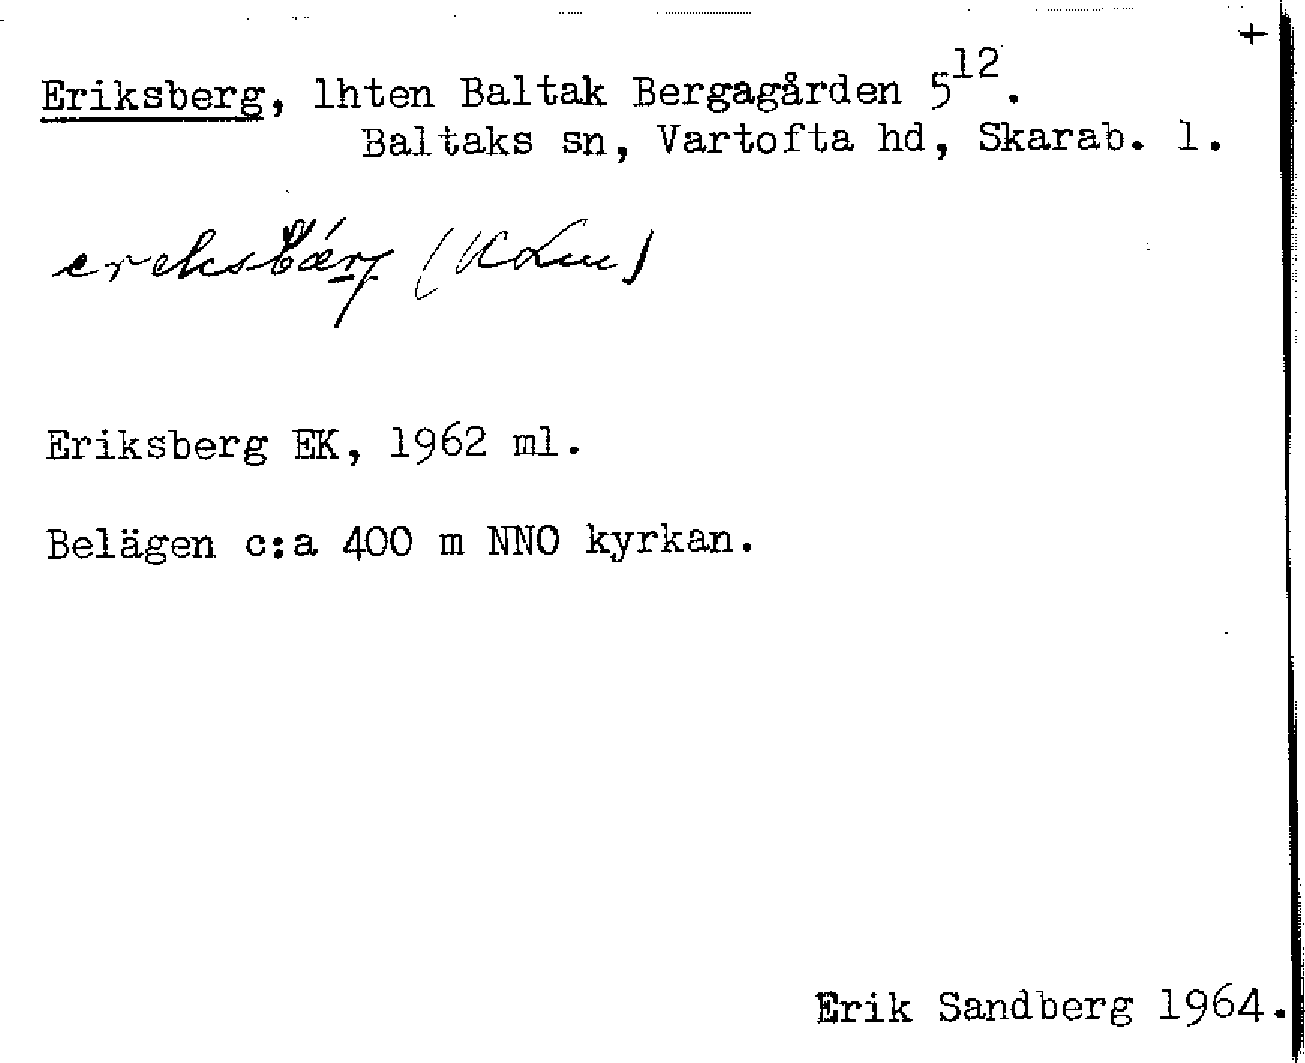 +
Eriksberg, lhten Baltak Bergagården 5¹².
Baltaks sn, Vartofta hd, Skarab. l.
Eriksberg EK, 1962 ml.
Belägen c:a 400 m NNO kyrkan.
Erik Sandberg 1964.